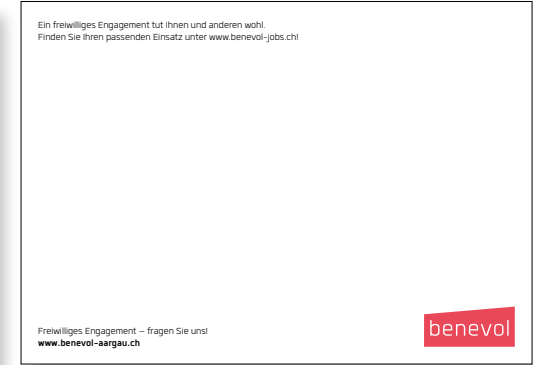 Ein freiwilliges Engagement tut Ihnen und anderen wohl.
Finden Sie Ihren passenden Einsatz unter www.benevol-jobs.ch!
Freiwilliges Engagement – fragen Sie uns!
www.benevol-aargau.ch
benevol